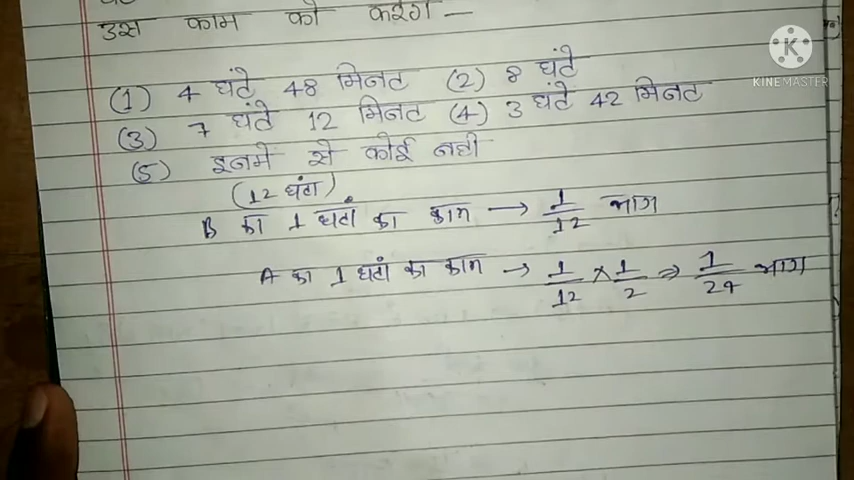 उस काम को करेंगे —
K
KINEMASTER
(1) 4 घंटे 48 मिनट (2) 8 घंटे
(3) 7 घंटे 12 मिनट (4) 3 घंटे 42 मिनट
(5) इनमे से कोई नही
(12 घंटा)
B का 1 घंटा का काम → 1/12 भाग
A का 1 घंटा का काम → 1/12 × 1/2 ⇒ 1/24 भाग